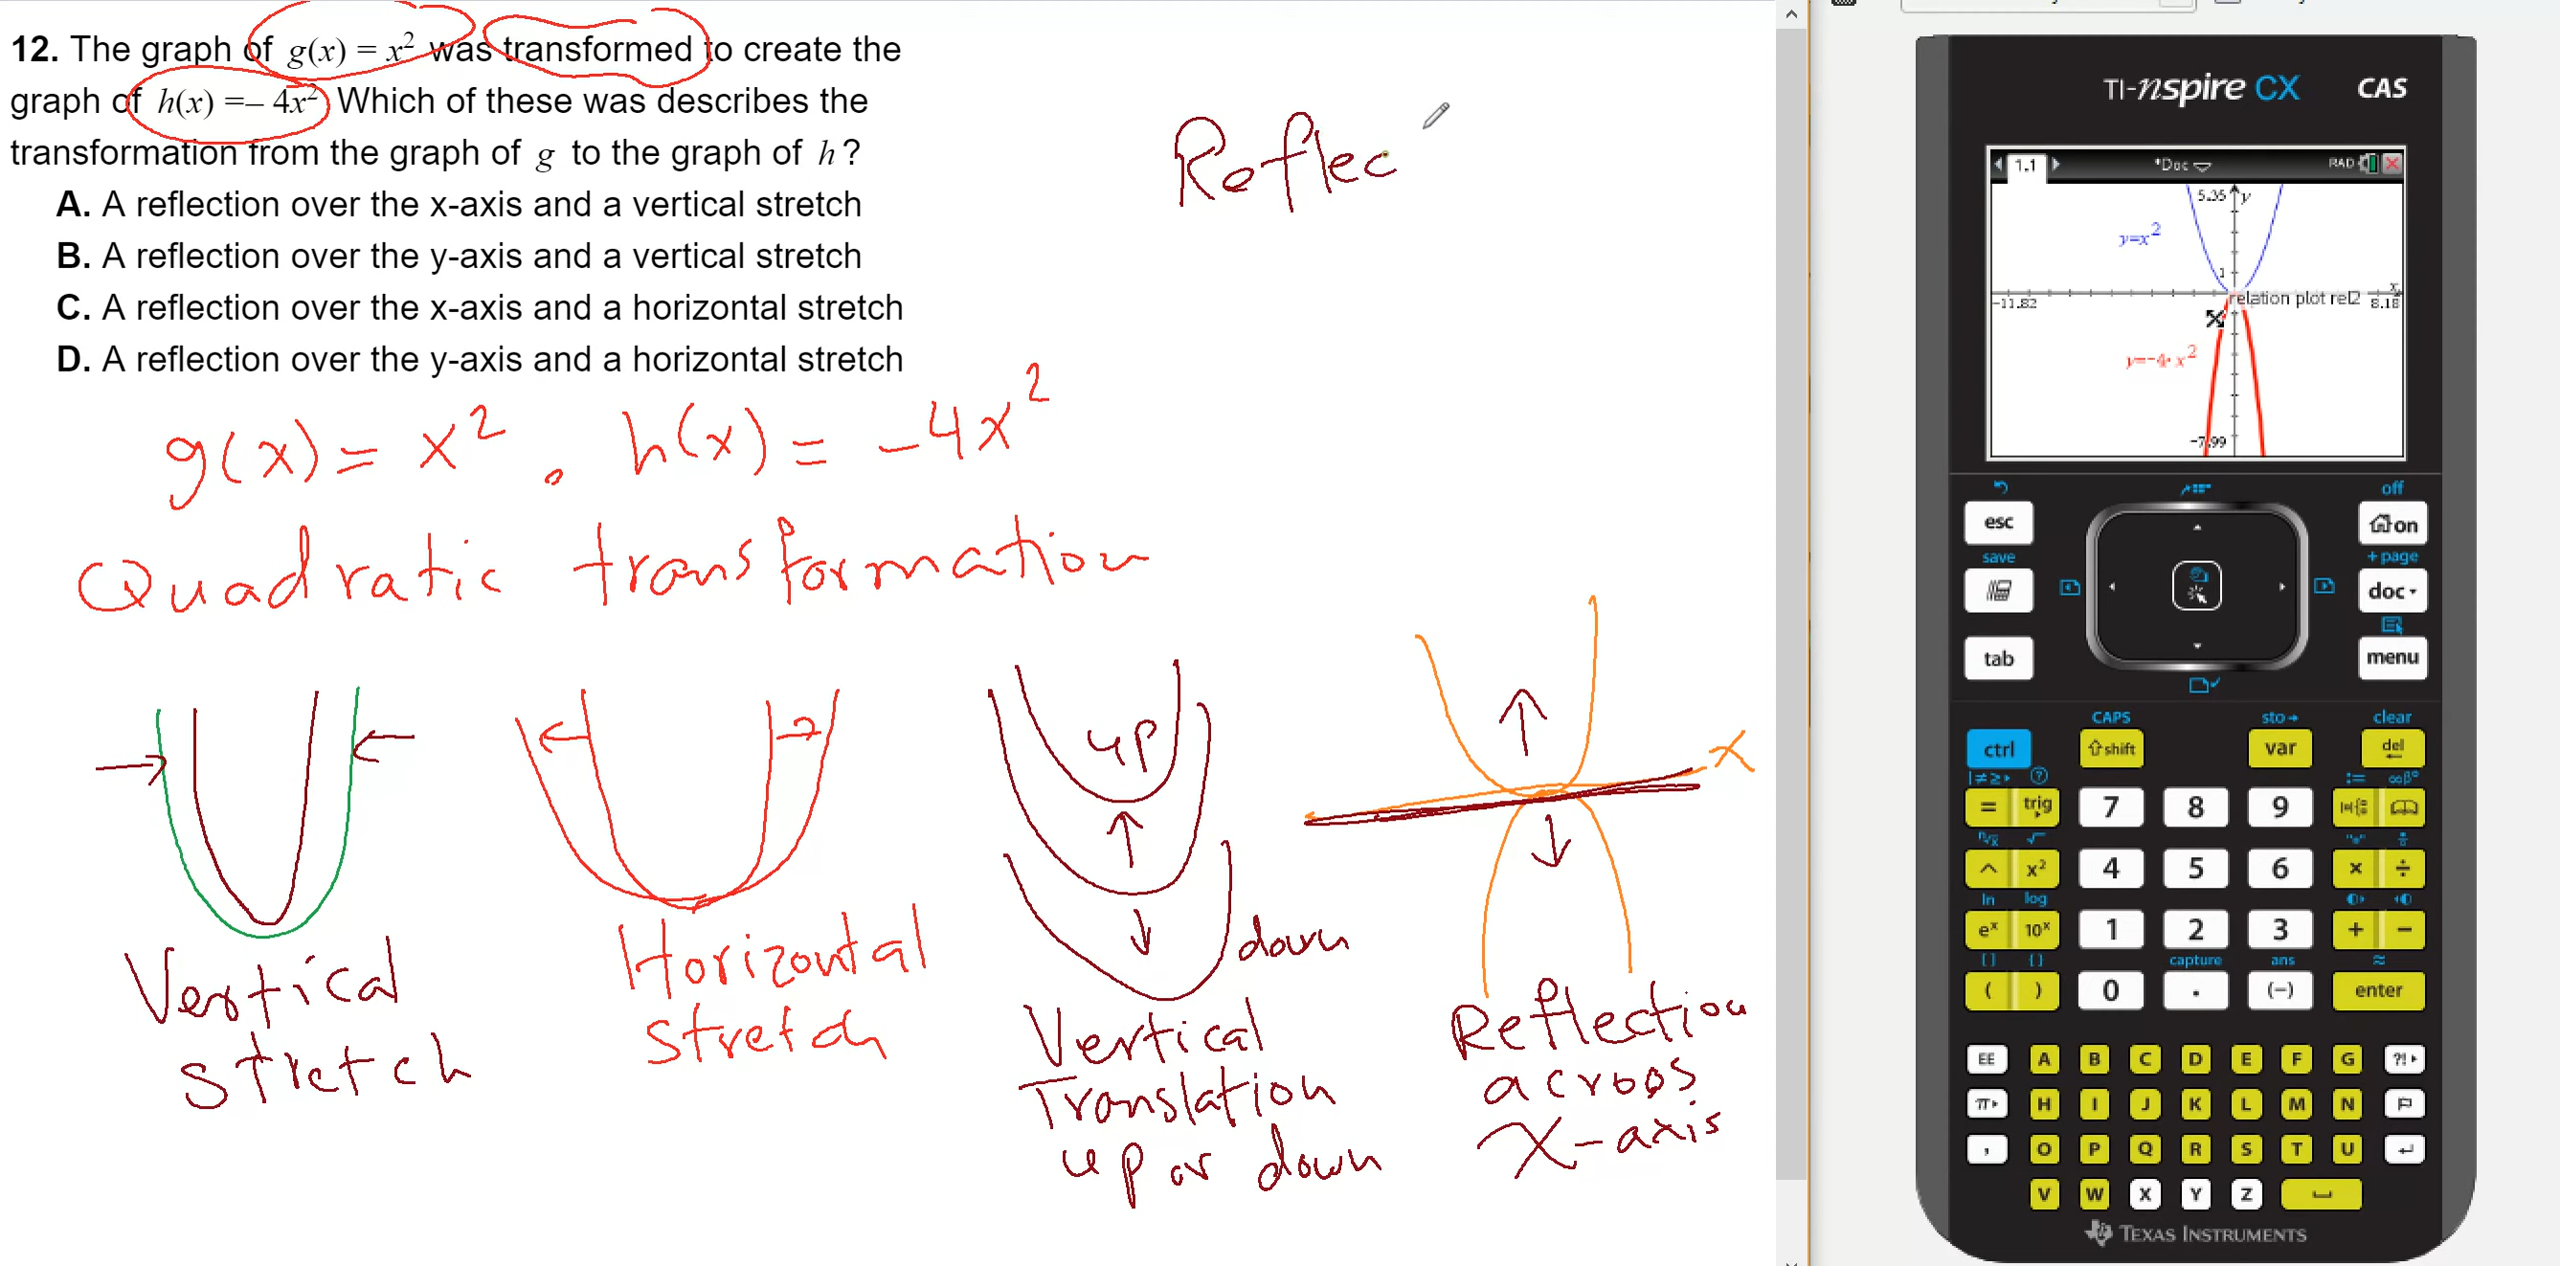 12. The graph of g(x) = x² was transformed to create the
graph of h(x) =– 4x² Which of these was describes the
transformation from the graph of g to the graph of h?
A. A reflection over the x-axis and a vertical stretch
B. A reflection over the y-axis and a vertical stretch
C. A reflection over the x-axis and a horizontal stretch
D. A reflection over the y-axis and a horizontal stretch
Reflec
g(x) = x² , h(x) = -4x²
Quadratic transformation
up
down
x
Vertical
stretch
Horizontal
stretch
Vertical
Translation
up or down
Reflection
across
X-axis
TI-nspire CX CAS
1.1 *Doc RAD
5.35 y
y=x²
1
x
-11.82 relation plot rel2 8.18
y=-4·x²
-7.99
off
esc on
save + page
doc
tab menu
CAPS sto→ clear
ctrl shift var del
|≠≥▸ ? := ∞β°
= trig 7 8 9
ⁿ√x √ "∘" ÷
^ x² 4 5 6 × ÷
ln log
eˣ 10ˣ 1 2 3 + −
[] {} capture ans ≈
( ) 0 . (−) enter
EE A B C D E F G ?!▸
π▸ H I J K L M N
, O P Q R S T U ↵
V W X Y Z
TEXAS INSTRUMENTS